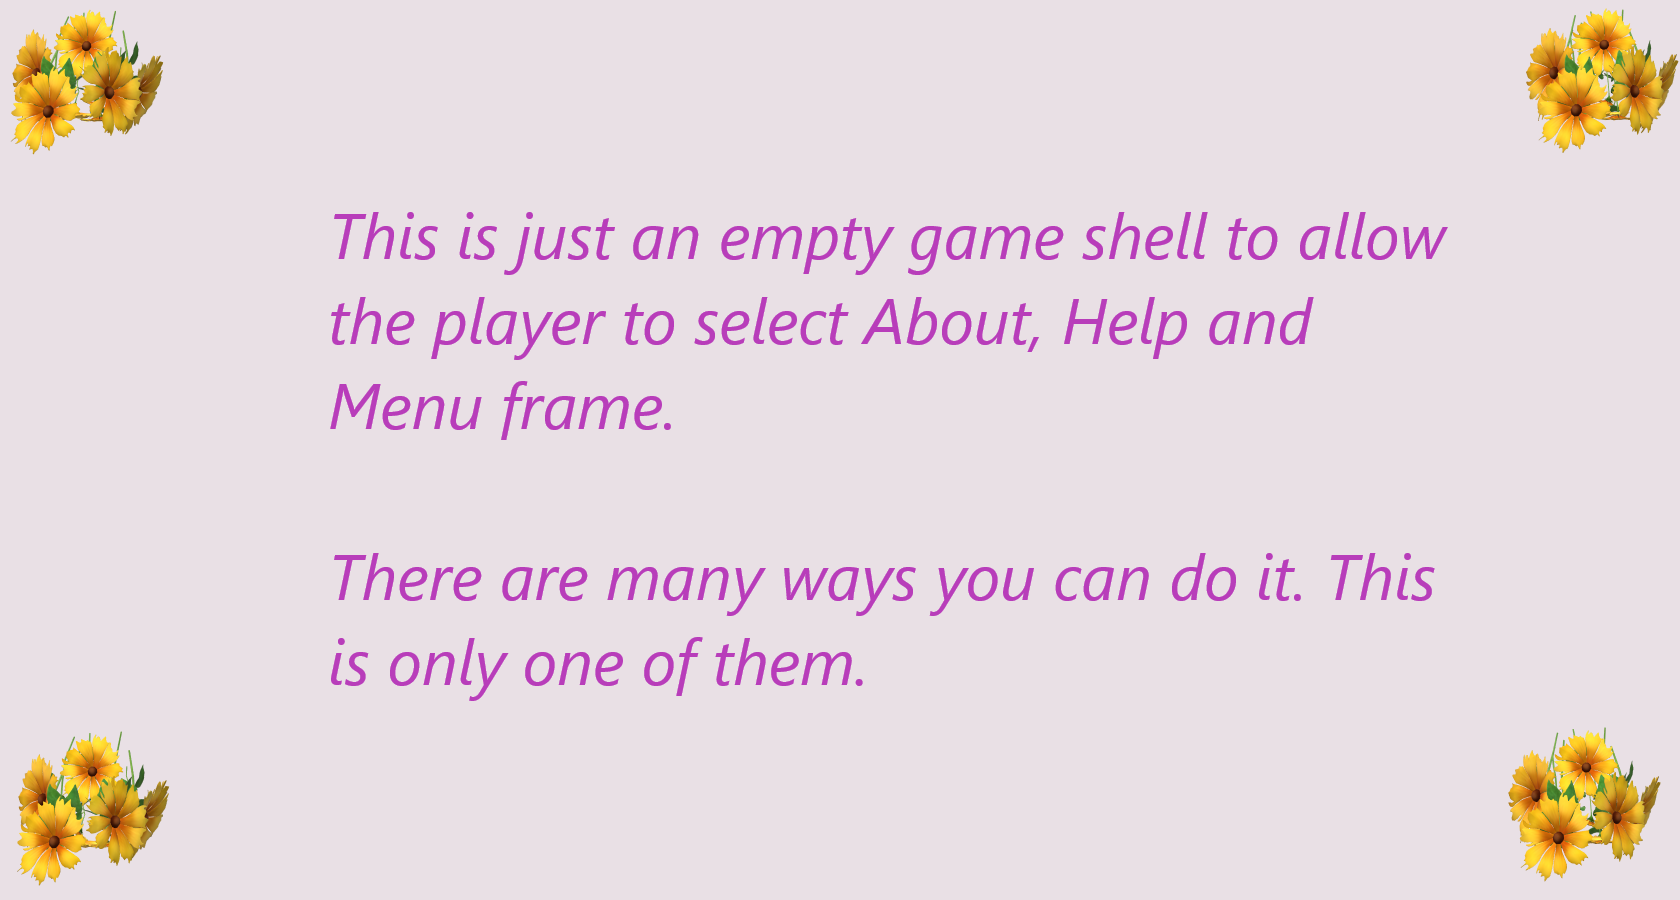 This is just an empty game shell to allow
the player to select About, Help and
Menu frame.
There are many ways you can do it. This
is only one of them.